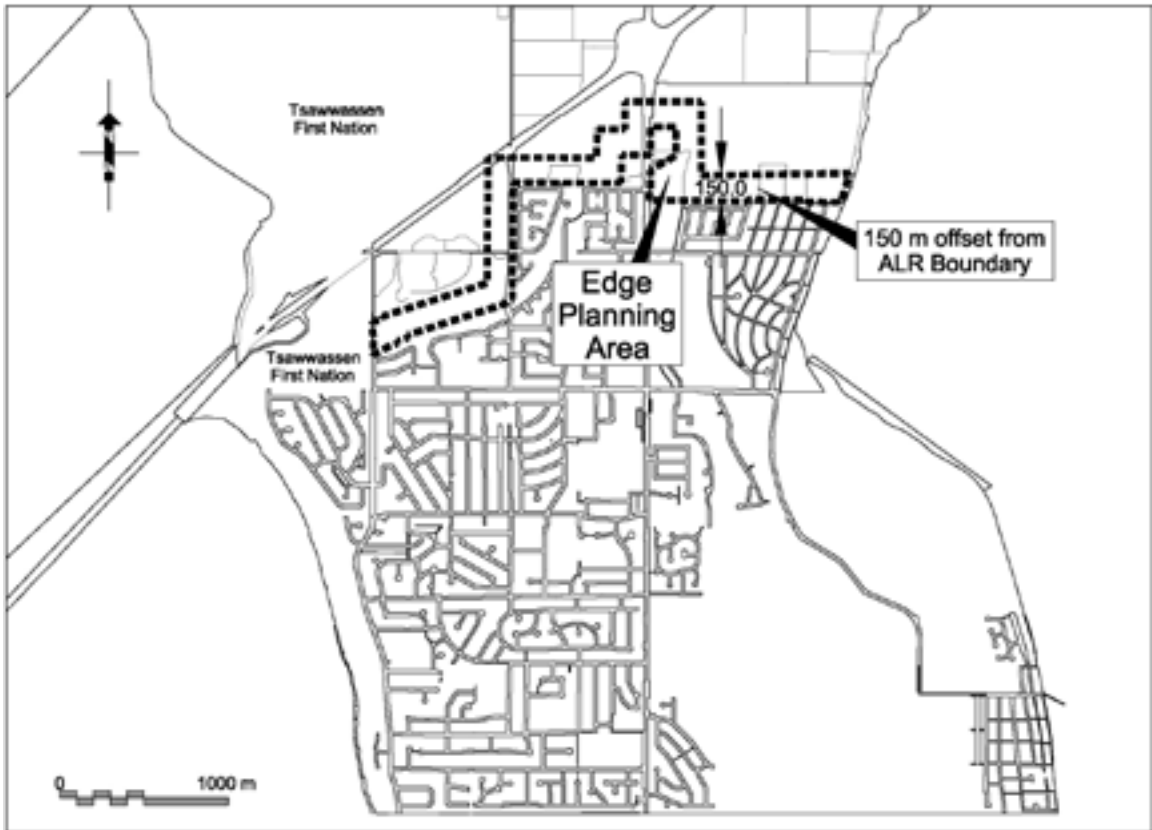 Tsawwassen
First Nation
150.0
150 m offset from
ALR Boundary
Edge
Planning
Area
Tsawwassen
First Nation
0 1000 m